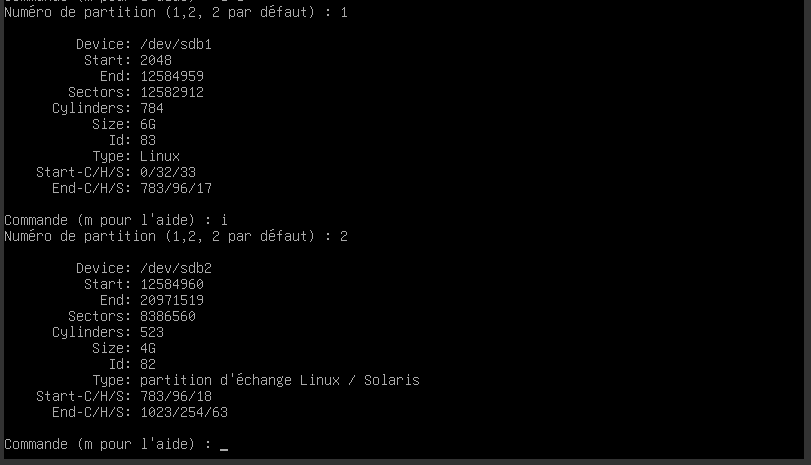 Numéro de partition (1,2, 2 par défaut) : 1
Device: /dev/sdb1
Start: 2048
End: 12584959
Sectors: 12582912
Cylinders: 784
Size: 6G
Id: 83
Type: Linux
Start-C/H/S: 0/32/33
End-C/H/S: 783/96/17
Commande (m pour l'aide) : i
Numéro de partition (1,2, 2 par défaut) : 2
Device: /dev/sdb2
Start: 12584960
End: 20971519
Sectors: 8386560
Cylinders: 523
Size: 4G
Id: 82
Type: partition d'échange Linux / Solaris
Start-C/H/S: 783/96/18
End-C/H/S: 1023/254/63
Commande (m pour l'aide) : _